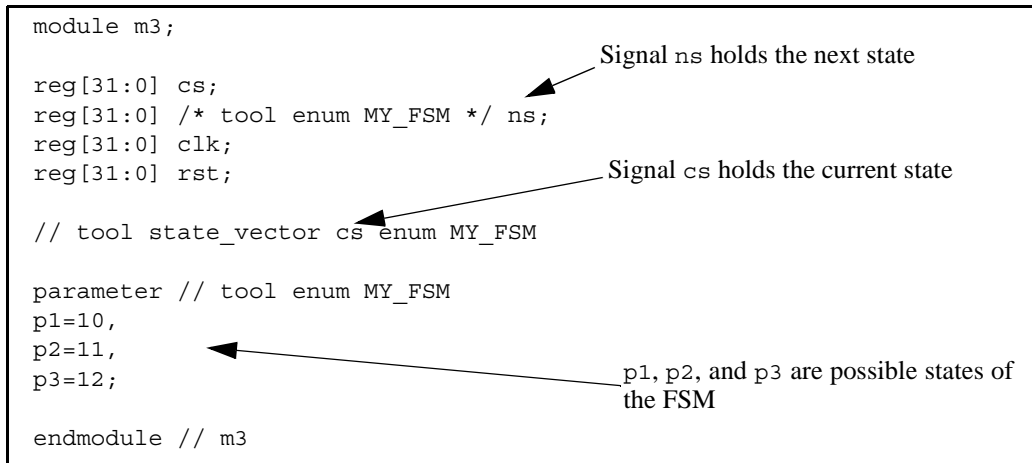 module m3;
Signal ns holds the next state
reg[31:0] cs;
reg[31:0] /* tool enum MY_FSM */ ns;
reg[31:0] clk;
reg[31:0] rst;
Signal cs holds the current state
// tool state_vector cs enum MY_FSM
parameter // tool enum MY_FSM
p1=10,
p2=11,
p3=12;
p1, p2, and p3 are possible states of
the FSM
endmodule // m3